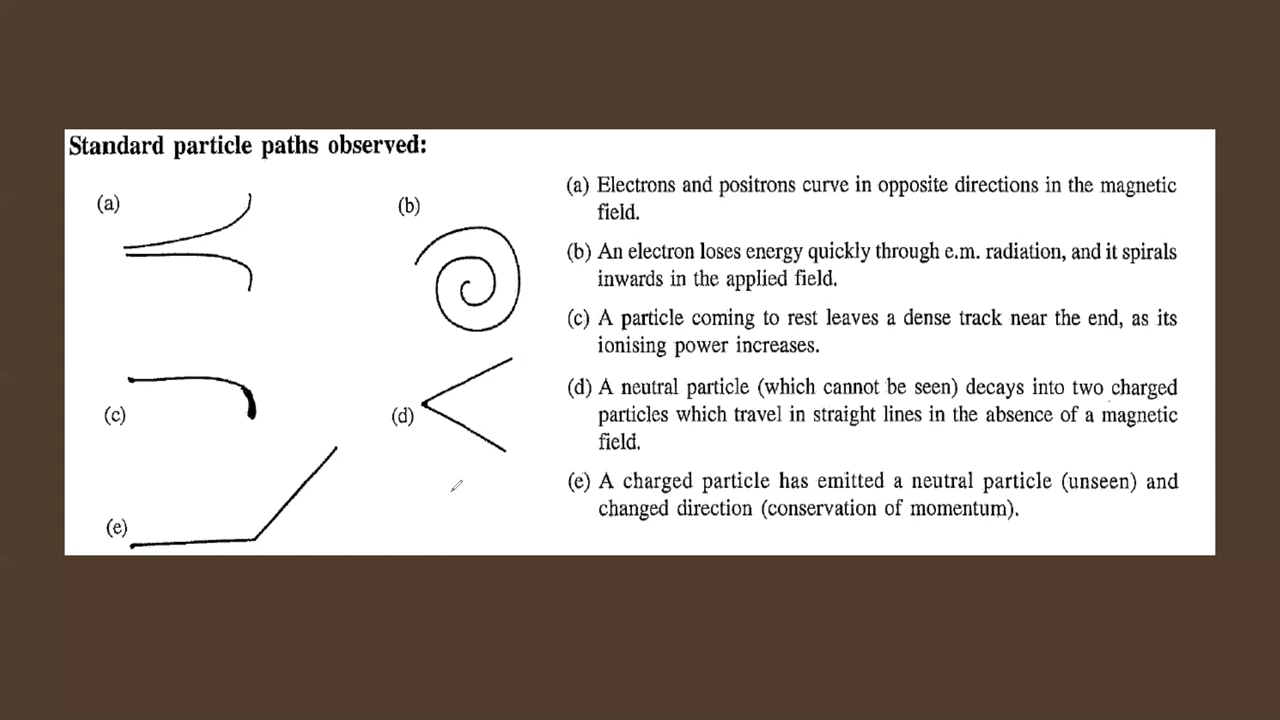 Standard particle paths observed:
(a)
(b)
(c)
(d)
(e)
(a) Electrons and positrons curve in opposite directions in the magnetic
field.
(b) An electron loses energy quickly through e.m. radiation, and it spirals
inwards in the applied field.
(c) A particle coming to rest leaves a dense track near the end, as its
ionising power increases.
(d) A neutral particle (which cannot be seen) decays into two charged
particles which travel in straight lines in the absence of a magnetic
field.
(e) A charged particle has emitted a neutral particle (unseen) and
changed direction (conservation of momentum).